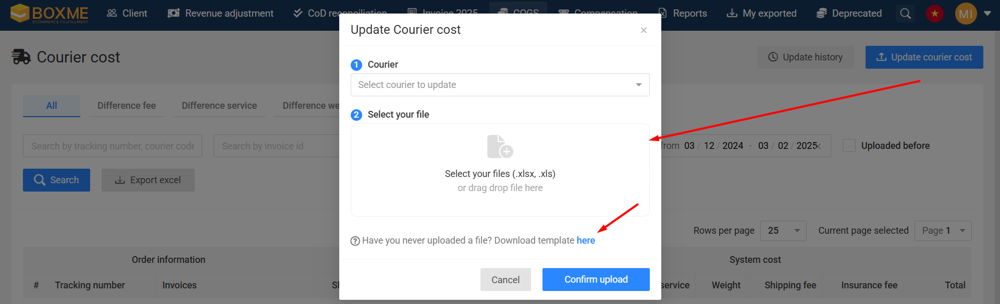 BOXME
ECOMMERCE FULFILLMENT
Client
Revenue adjustment
CoD reconciliation
Invoice 2025
COGS
Compensation
Reports
My exported
Deprecated
MI
Courier cost
Update history
Update courier cost
All
Difference fee
Difference service
Difference we
Search by tracking number, courier code
Search by invoice id
from 03 / 12 / 2024 - 03 / 02 / 2025
Uploaded before
Search
Export excel
Update Courier cost
1 Courier
Select courier to update
2 Select your file
Select your files (.xlsx, .xls)
or drag drop file here
Have you never uploaded a file? Download template here
Cancel
Confirm upload
Rows per page 25
Current page selected Page 1
Order information
System cost
# Tracking number Invoices
service Weight Shipping fee Insurance fee Total